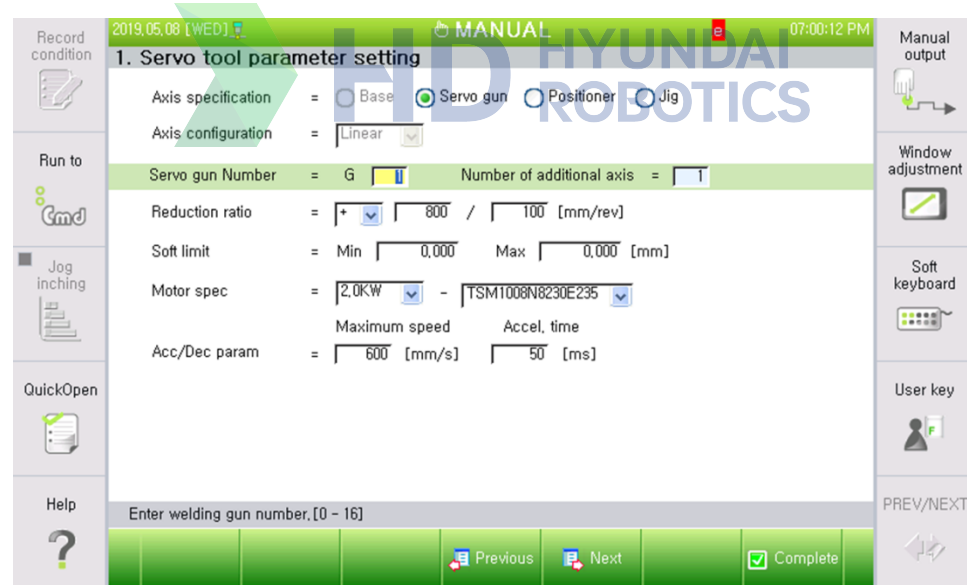 Record condition
2019,05,08 [WED] MANUAL e 07:00:12 PM
Manual output
1. Servo tool parameter setting
HD HYUNDAI ROBOTICS
Axis specification = Base Servo gun Positioner Jig
Axis configuration = Linear
Run to
Cmd
Window adjustment
Servo gun Number = G 1 Number of additional axis = 1
Reduction ratio = + 800 / 100 [mm/rev]
Soft limit = Min 0,000 Max 0,000 [mm]
Jog inching
Soft keyboard
Motor spec = 2,0KW - TSM1008N8230E235
Maximum speed Accel, time
Acc/Dec param = 600 [mm/s] 50 [ms]
QuickOpen
User key
F
Help
PREV/NEXT
Enter welding gun number,[0 - 16]
?
Previous Next Complete